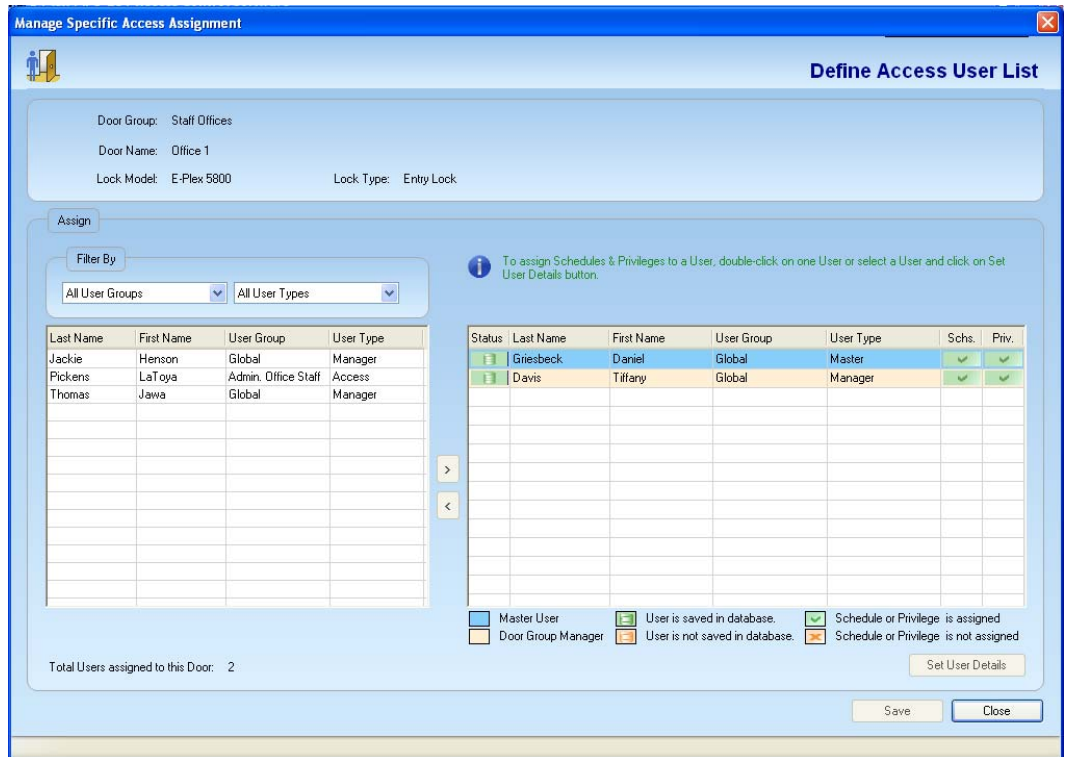 Manage Specific Access Assignment
Define Access User List
Door Group: Staff Offices
Door Name: Office 1
Lock Model: E-Plex 5800 Lock Type: Entry Lock
Assign
Filter By
All User Groups All User Types
To assign Schedules & Privileges to a User, double-click on one User or select a User and click on Set
User Details button.
Last Name First Name User Group User Type
Jackie Henson Global Manager
Pickens LaToya Admin. Office Staff Access
Thomas Jawa Global Manager
>
<
Status Last Name First Name User Group User Type Schs. Priv.
Griesbeck Daniel Global Master
Davis Tiffany Global Manager
Master User User is saved in database. Schedule or Privilege is assigned
Door Group Manager User is not saved in database. Schedule or Privilege is not assigned
Total Users assigned to this Door: 2
Set User Details
Save Close